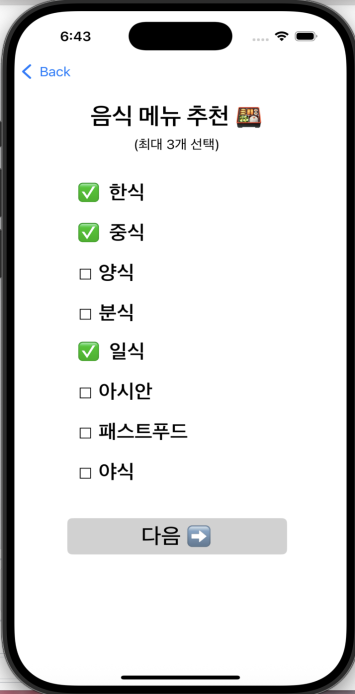 6:43
Back
음식 메뉴 추천 🍱
(최대 3개 선택)
✅ 한식
✅ 중식
□ 양식
□ 분식
✅ 일식
□ 아시안
□ 패스트푸드
□ 야식
다음 ➡️